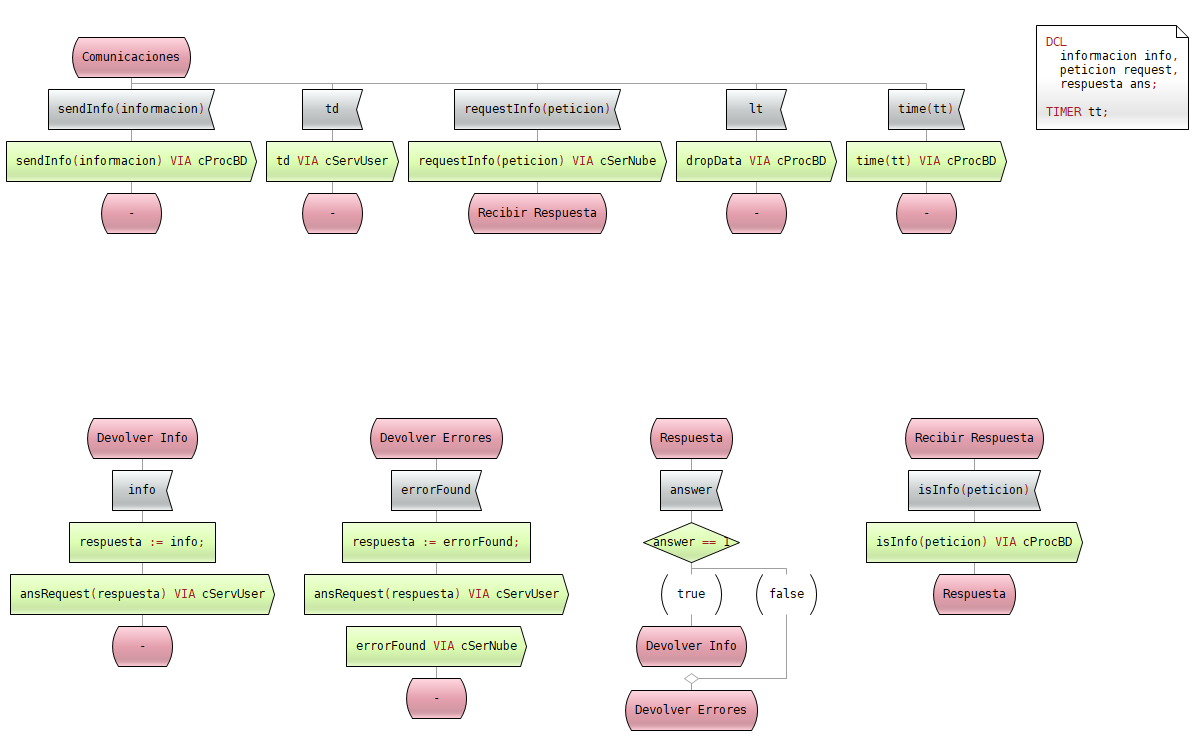 Comunicaciones
DCL
informacion info,
peticion request,
respuesta ans;
TIMER tt;
sendInfo(informacion)
td
requestInfo(peticion)
lt
time(tt)
sendInfo(informacion) VIA cProcBD
td VIA cServUser
requestInfo(peticion) VIA cSerNube
dropData VIA cProcBD
time(tt) VIA cProcBD
-
-
Recibir Respuesta
-
-
Devolver Info
Devolver Errores
Respuesta
Recibir Respuesta
info
errorFound
answer
isInfo(peticion)
respuesta := info;
respuesta := errorFound;
answer == 1
isInfo(peticion) VIA cProcBD
ansRequest(respuesta) VIA cServUser
ansRequest(respuesta) VIA cServUser
true
false
Respuesta
-
errorFound VIA cSerNube
Devolver Info
-
Devolver Errores